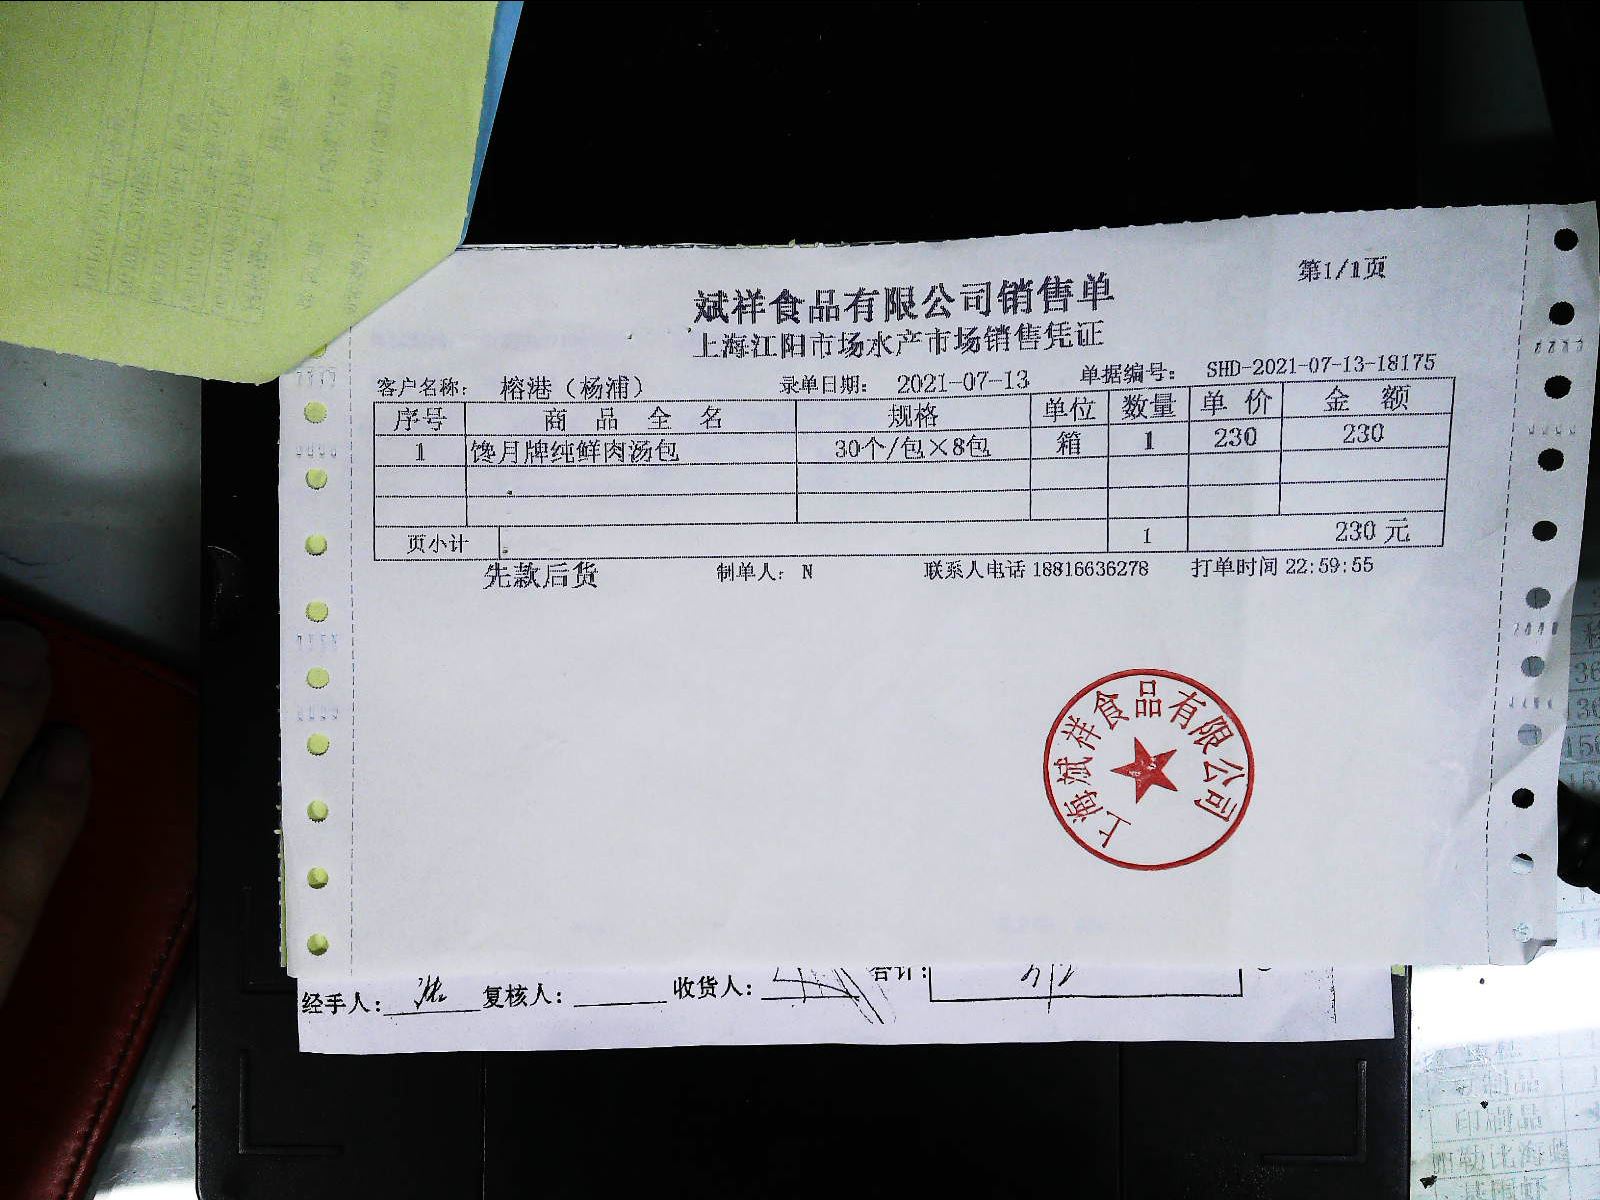 第1/1页
斌祥食品有限公司销售单
上海江阳市场水产市场销售凭证
客户名称: 榕港（杨浦） 录单日期: 2021-07-13 单据编号: SHD-2021-07-13-18175
序号 商品全名 规格 单位 数量 单价 金额
1 馋月牌纯鲜肉汤包 30个/包×8包 箱 1 230 230
页小计 1 230元
先款后货 制单人: N 联系人电话 18816636278 打单时间 22:59:55
上海斌祥食品有限公司
经手人: 复核人: 收货人: 合计: